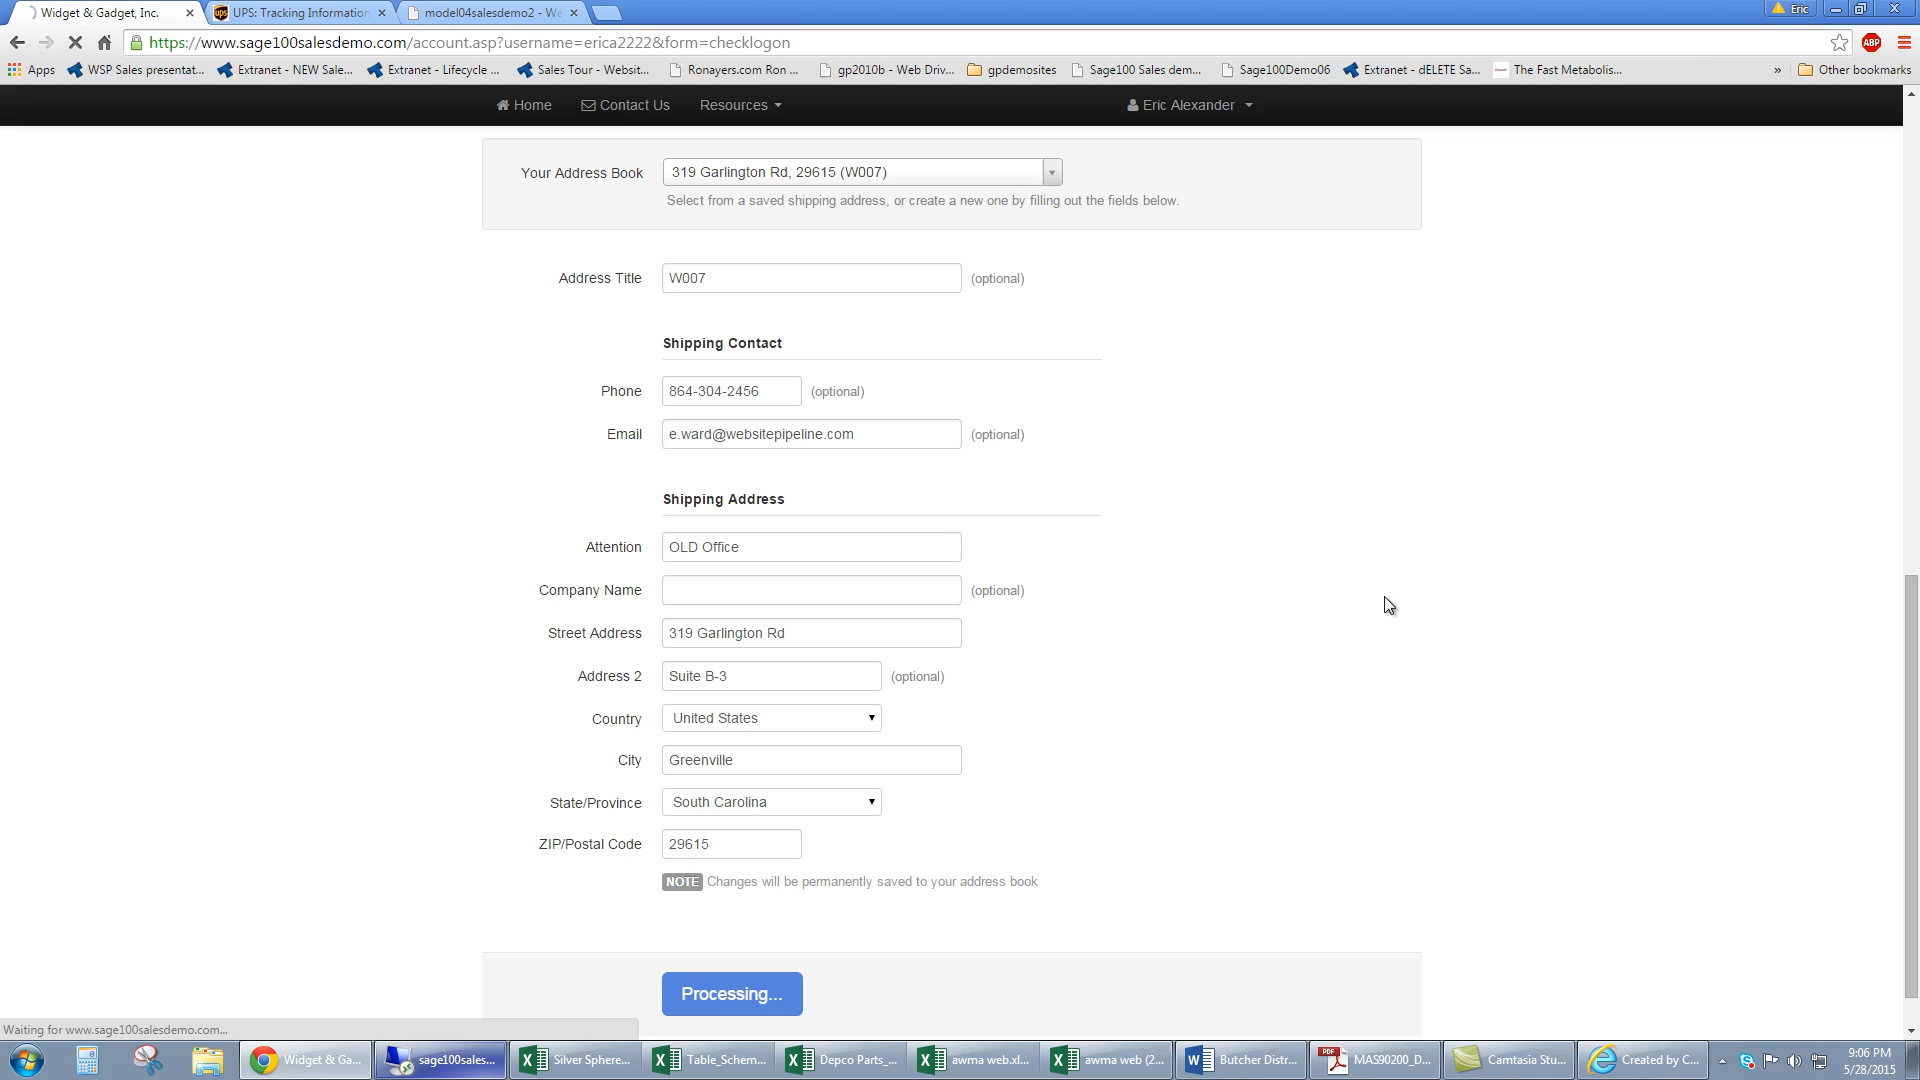 Widget & Gadget, Inc.
UPS: Tracking Information
model04salesdemo2 - We
Eric
https://www.sage100salesdemo.com/account.asp?username=erica2222&form=checklogon
ABP
Apps
WSP Sales presentat...
Extranet - NEW Sale...
Extranet - Lifecycle ...
Sales Tour - Websit...
Ronayers.com Ron ...
gp2010b - Web Driv...
gpdemosites
Sage100 Sales dem...
Sage100Demo06
Extranet - dELETE Sa...
The Fast Metabolis...
» Other bookmarks
Home
Contact Us
Resources
Eric Alexander
Your Address Book
319 Garlington Rd, 29615 (W007)
Select from a saved shipping address, or create a new one by filling out the fields below.
Address Title
W007
(optional)
Shipping Contact
Phone
864-304-2456
(optional)
Email
e.ward@websitepipeline.com
(optional)
Shipping Address
Attention
OLD Office
Company Name
(optional)
Street Address
319 Garlington Rd
Address 2
Suite B-3
(optional)
Country
United States
City
Greenville
State/Province
South Carolina
ZIP/Postal Code
29615
NOTE Changes will be permanently saved to your address book
Processing...
Waiting for www.sage100salesdemo.com...
Widget & Ga...
sage100sales...
Silver Sphere...
Table_Schem...
Depco Parts_...
awma web.xl...
awma web (2...
Butcher Distr...
PDF
MAS90200_D...
Camtasia Stu...
Created by C...
9:06 PM
5/28/2015